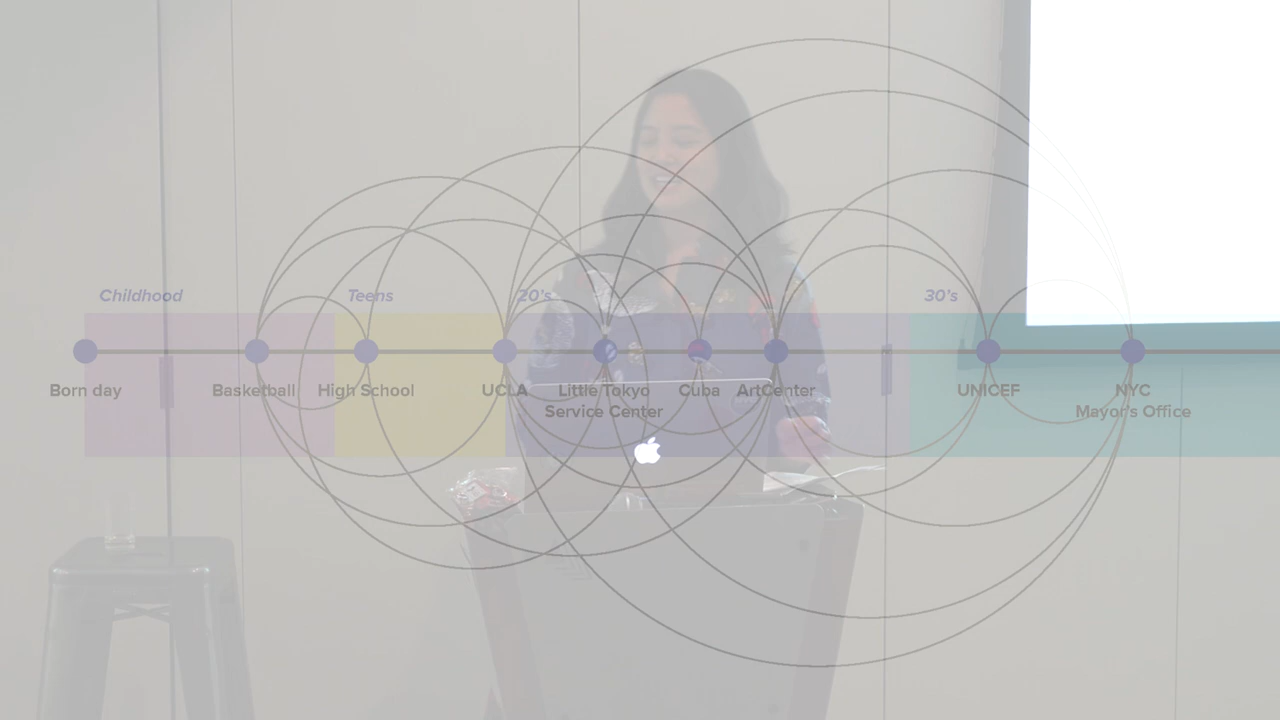 Childhood
Teens
20's
30's
Born day
Basketball
High School
UCLA
Little Tokyo
Service Center
Cuba
ArtCenter
UNICEF
NYC
Mayor's Office